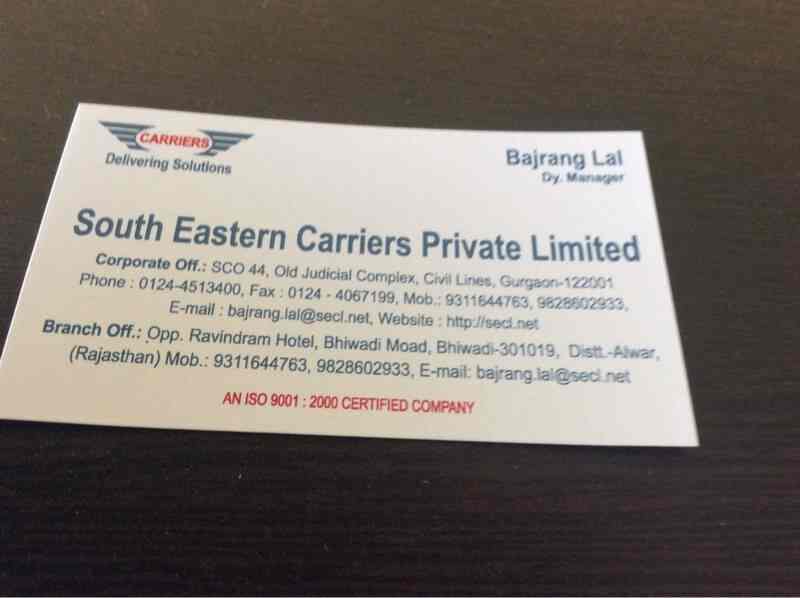 CARRIERS
Delivering Solutions
Bajrang Lal
Dy. Manager
South Eastern Carriers Private Limited
Corporate Off.: SCO 44, Old Judicial Complex, Civil Lines, Gurgaon-122001
Phone : 0124-4513400, Fax : 0124 - 4067199, Mob.: 9311644763, 9828602933,
E-mail : bajrang.lal@secl.net, Website : http://secl.net
Branch Off.: Opp. Ravindram Hotel, Bhiwadi Moad, Bhiwadi-301019, Distt.-Alwar,
(Rajasthan) Mob.: 9311644763, 9828602933, E-mail: bajrang.lal@secl.net
AN ISO 9001 : 2000 CERTIFIED COMPANY